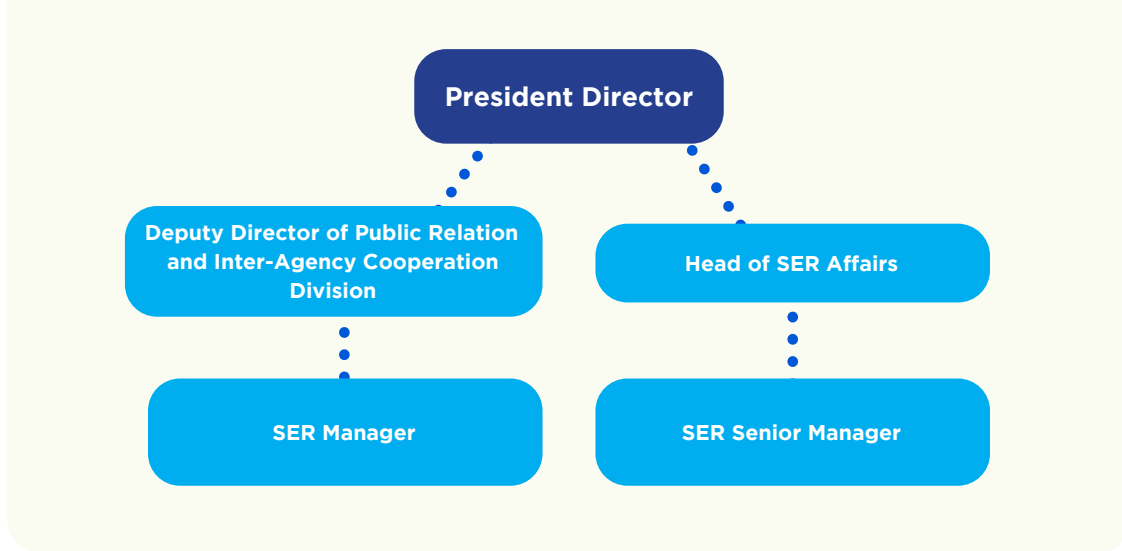 President Director
Deputy Director of Public Relation
and Inter-Agency Cooperation
Division
Head of SER Affairs
SER Manager
SER Senior Manager